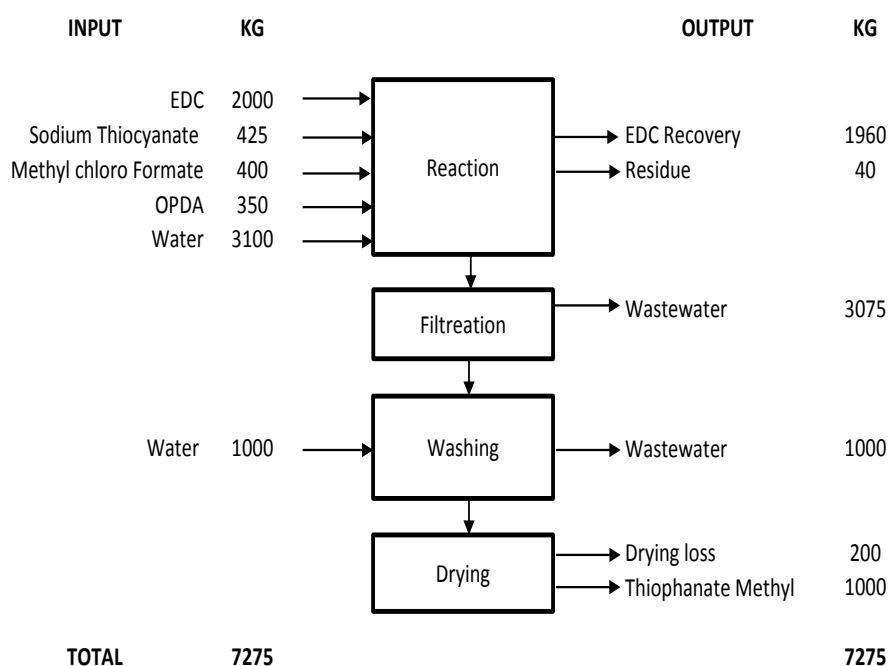 INPUT KG OUTPUT KG
EDC 2000
Sodium Thiocyanate 425 EDC Recovery 1960
Methyl chloro Formate 400 Reaction Residue 40
OPDA 350
Water 3100
Filtreation Wastewater 3075
Water 1000 Washing Wastewater 1000
Drying loss 200
Drying
Thiophanate Methyl 1000
TOTAL 7275 7275